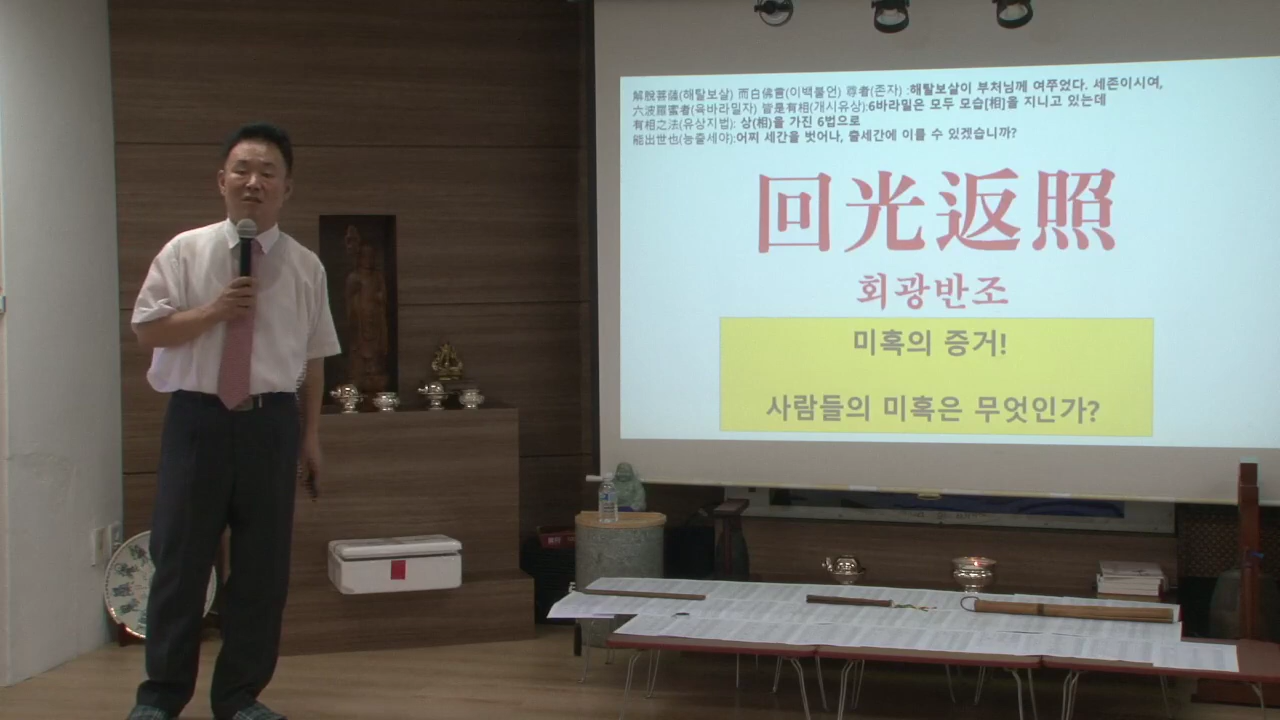 解脫菩薩(해탈보살) 而白佛言(이백불언) 尊者(존자) :해탈보살이 부처님께 여쭈었다. 세존이시여,
六波羅蜜者(육바라밀자) 皆是有相(개시유상):6바라밀은 모두 모습[相]을 지니고 있는데
有相之法(유상지법): 상(相)을 가진 6법으로
能出世也(능출세야):어찌 세간을 벗어나, 출세간에 이를 수 있겠습니까?
回光返照
회광반조
미혹의 증거!
사람들의 미혹은 무엇인가?